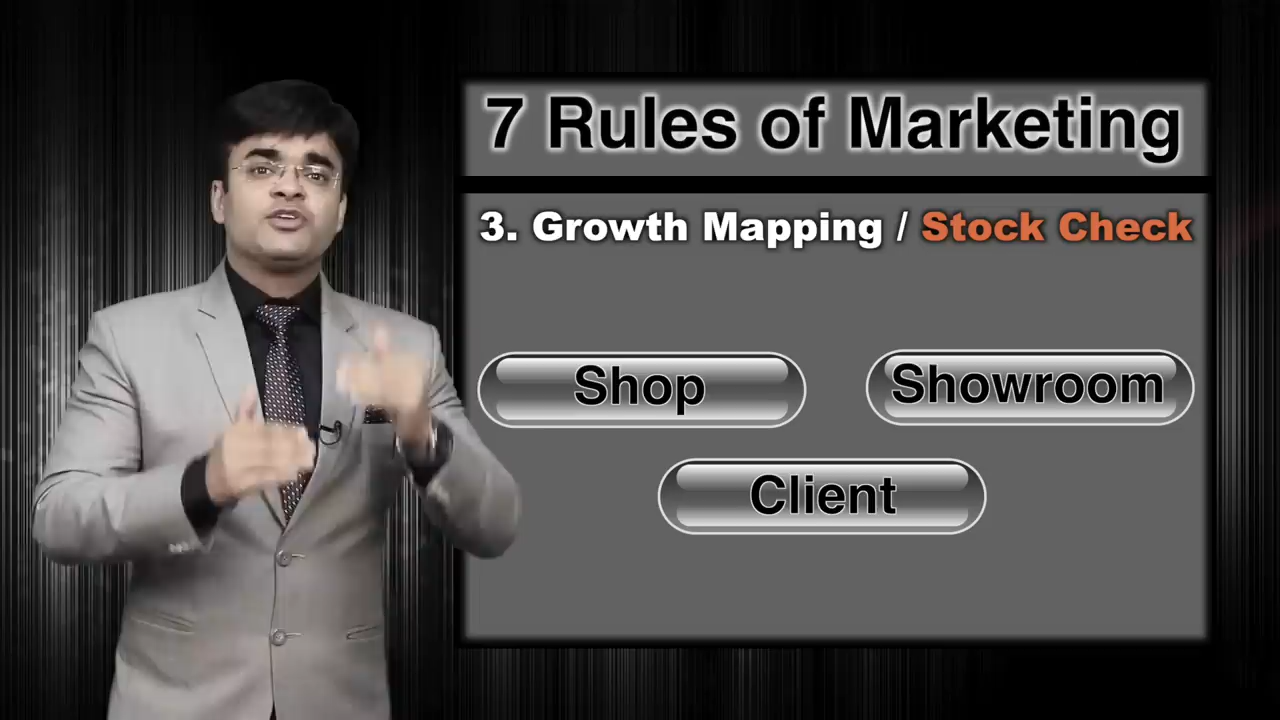 7 Rules of Marketing
3. Growth Mapping / Stock Check
Shop
Showroom
Client